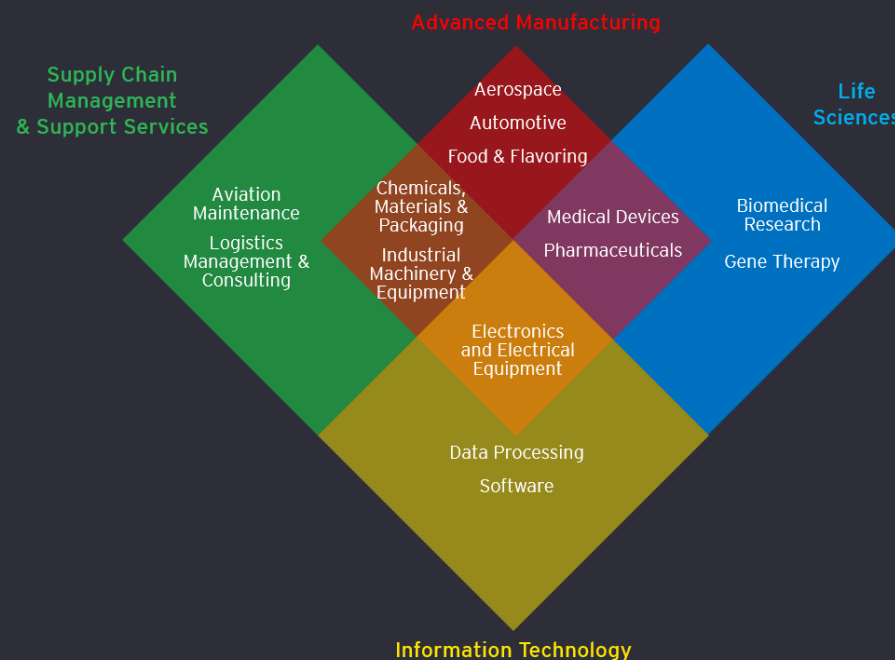 Advanced Manufacturing
Supply Chain
Management
& Support Services
Life
Sciences
Aerospace
Automotive
Food & Flavoring
Aviation
Maintenance
Logistics
Management &
Consulting
Chemicals,
Materials &
Packaging
Industrial
Machinery &
Equipment
Medical Devices
Pharmaceuticals
Biomedical
Research
Gene Therapy
Electronics
and Electrical
Equipment
Data Processing
Software
Information Technology